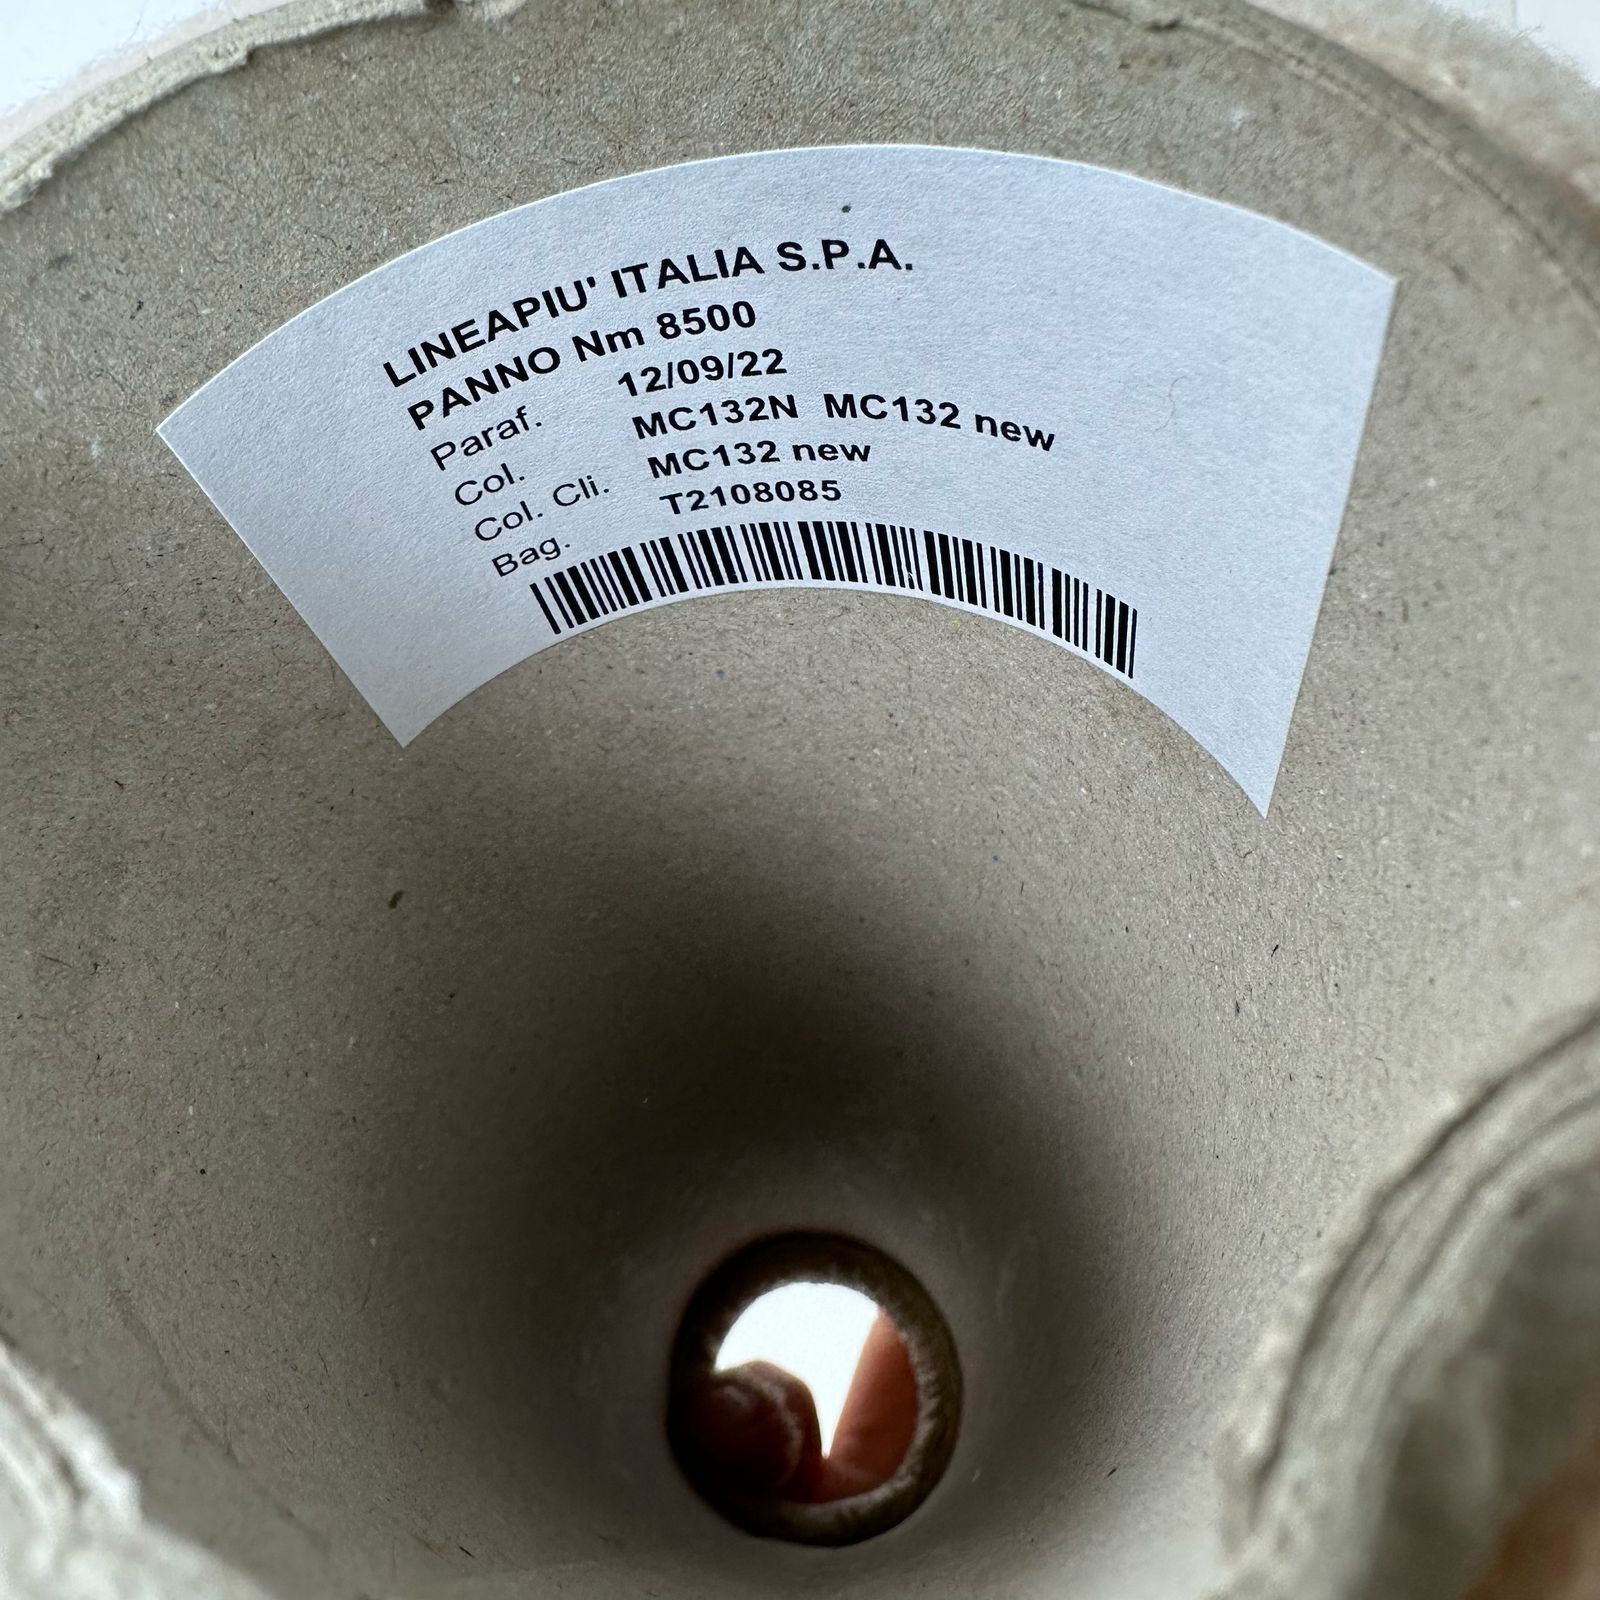 LINEAPIU' ITALIA S.P.A.
PANNO Nm 8500
Paraf. 12/09/22
Col. MC132N MC132 new
Col. Cli. MC132 new
Bag. T2108085